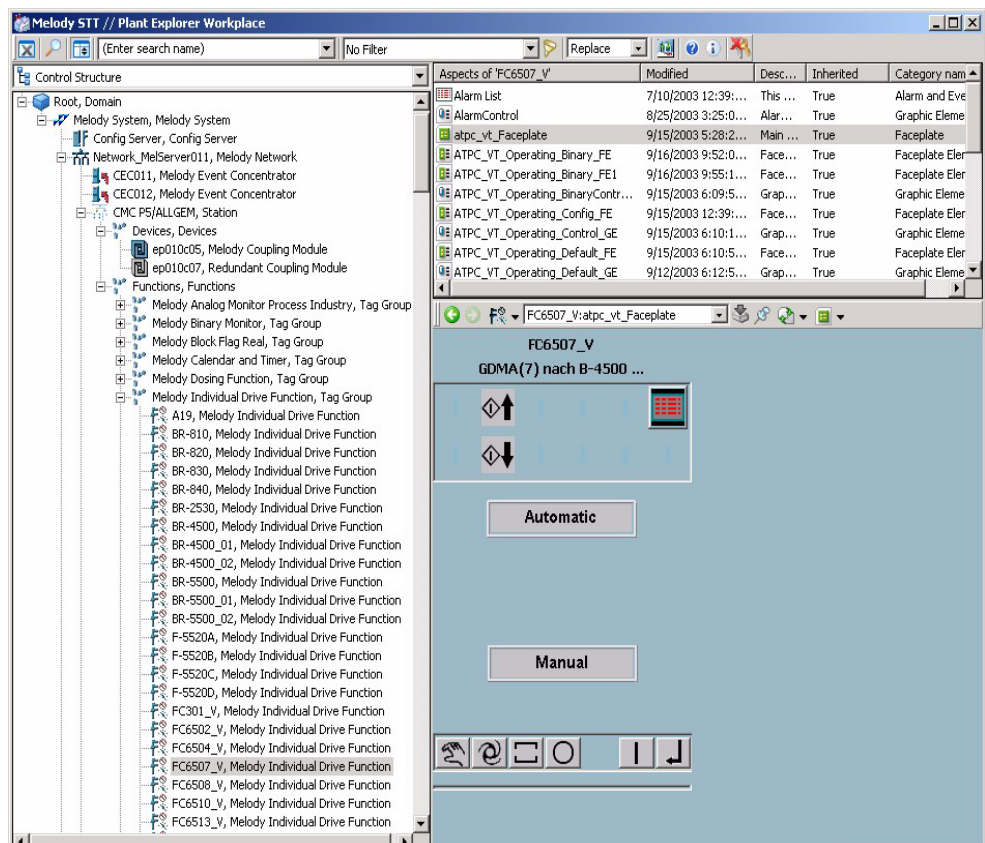 Melody STT // Plant Explorer Workplace
(Enter search name)
No Filter
Replace
Control Structure
Root, Domain
Melody System, Melody System
Config Server, Config Server
Network_MelServer011, Melody Network
CEC011, Melody Event Concentrator
CEC012, Melody Event Concentrator
CMC P5/ALLGEM, Station
Devices, Devices
ep010c05, Melody Coupling Module
ep010c07, Redundant Coupling Module
Functions, Functions
Melody Analog Monitor Process Industry, Tag Group
Melody Binary Monitor, Tag Group
Melody Block Flag Real, Tag Group
Melody Calendar and Timer, Tag Group
Melody Dosing Function, Tag Group
Melody Individual Drive Function, Tag Group
A19, Melody Individual Drive Function
BR-810, Melody Individual Drive Function
BR-820, Melody Individual Drive Function
BR-830, Melody Individual Drive Function
BR-840, Melody Individual Drive Function
BR-2530, Melody Individual Drive Function
BR-4500, Melody Individual Drive Function
BR-4500_01, Melody Individual Drive Function
BR-4500_02, Melody Individual Drive Function
BR-5500, Melody Individual Drive Function
BR-5500_01, Melody Individual Drive Function
BR-5500_02, Melody Individual Drive Function
F-5520A, Melody Individual Drive Function
F-5520B, Melody Individual Drive Function
F-5520C, Melody Individual Drive Function
F-5520D, Melody Individual Drive Function
FC301_V, Melody Individual Drive Function
FC6502_V, Melody Individual Drive Function
FC6504_V, Melody Individual Drive Function
FC6507_V, Melody Individual Drive Function
FC6508_V, Melody Individual Drive Function
FC6510_V, Melody Individual Drive Function
FC6513_V, Melody Individual Drive Function
Aspects of 'FC6507_V' Modified Desc... Inherited Category nam
Alarm List 7/10/2003 12:39:... This ... True Alarm and Eve
AlarmControl 8/25/2003 3:25:0... Alar... True Graphic Eleme
atpc_vt_Faceplate 9/15/2003 5:28:2... Main ... True Faceplate
ATPC_VT_Operating_Binary_FE 9/16/2003 9:52:0... Face... True Faceplate Eler
ATPC_VT_Operating_Binary_FE1 9/16/2003 9:55:1... Face... True Faceplate Eler
ATPC_VT_Operating_BinaryContr... 9/15/2003 6:09:5... Grap... True Graphic Eleme
ATPC_VT_Operating_Config_FE 9/15/2003 12:39:... Face... True Faceplate Eler
ATPC_VT_Operating_Control_GE 9/15/2003 6:10:1... Grap... True Graphic Eleme
ATPC_VT_Operating_Default_FE 9/15/2003 6:10:5... Face... True Faceplate Eler
ATPC_VT_Operating_Default_GE 9/12/2003 6:12:5... Grap... True Graphic Eleme
FC6507_V:atpc_vt_Faceplate
FC6507_V
GDMA(7) nach B-4500 ...
Automatic
Manual